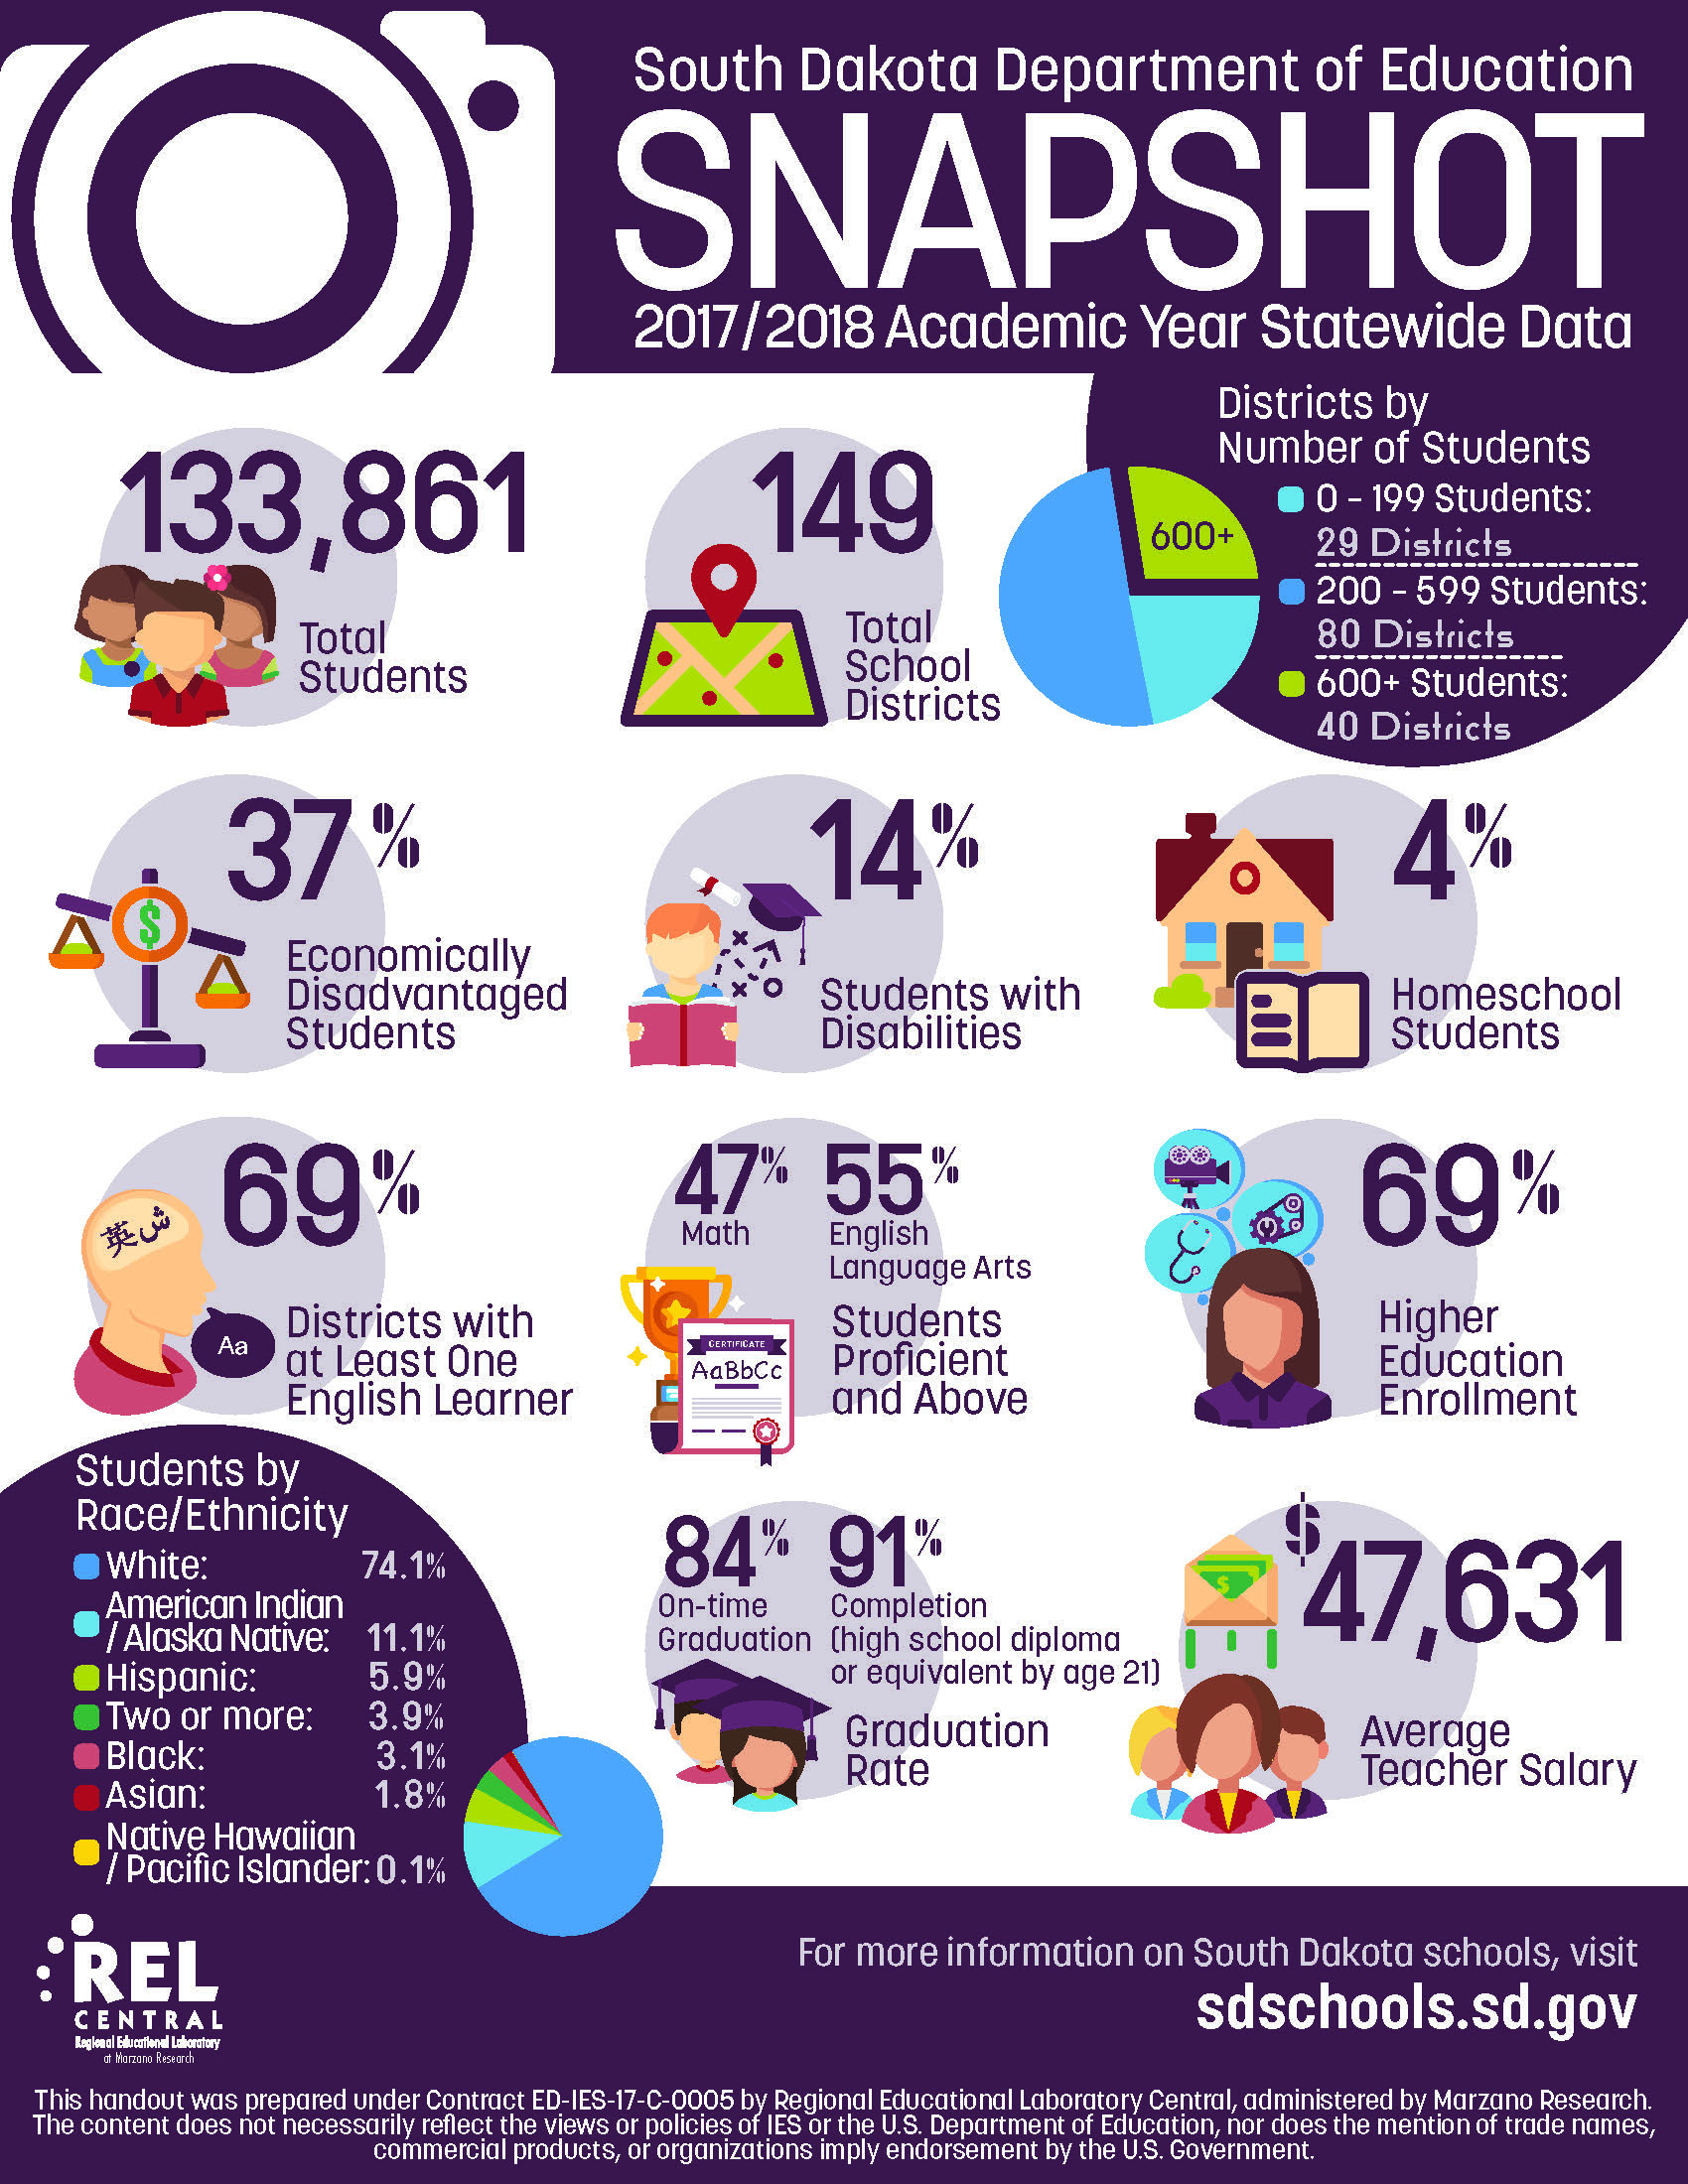 South Dakota Department of Education
SNAPSHOT
2017/2018 Academic Year Statewide Data
133,861
Total
Students
149
Total
School
Districts
Districts by
Number of Students
600+
0 - 199 Students:
29 Districts
200 - 599 Students:
80 Districts
600+ Students:
40 Districts
37%
Economically
Disadvantaged
Students
14%
Students with
Disabilities
4%
Homeschool
Students
69%
英ش
Aa
Districts with
at Least One
English Learner
47% 55%
Math English
Language Arts
CERTIFICATE
AaBbCc
Students
Proficient
and Above
69%
Higher
Education
Enrollment
Students by
Race/Ethnicity
White: 74.1%
American Indian
/ Alaska Native: 11.1%
Hispanic: 5.9%
Two or more: 3.9%
Black: 3.1%
Asian: 1.8%
Native Hawaiian
/ Pacific Islander: 0.1%
84% 91%
On-time Completion
Graduation (high school diploma
or equivalent by age 21)
Graduation
Rate
$47,631
$
Average
Teacher Salary
REL
CENTRAL
Regional Educational Laboratory
at Marzano Research
For more information on South Dakota schools, visit
sdschools.sd.gov
This handout was prepared under Contract ED-IES-17-C-0005 by Regional Educational Laboratory Central, administered by Marzano Research.
The content does not necessarily reflect the views or policies of IES or the U.S. Department of Education, nor does the mention of trade names,
commercial products, or organizations imply endorsement by the U.S. Government.